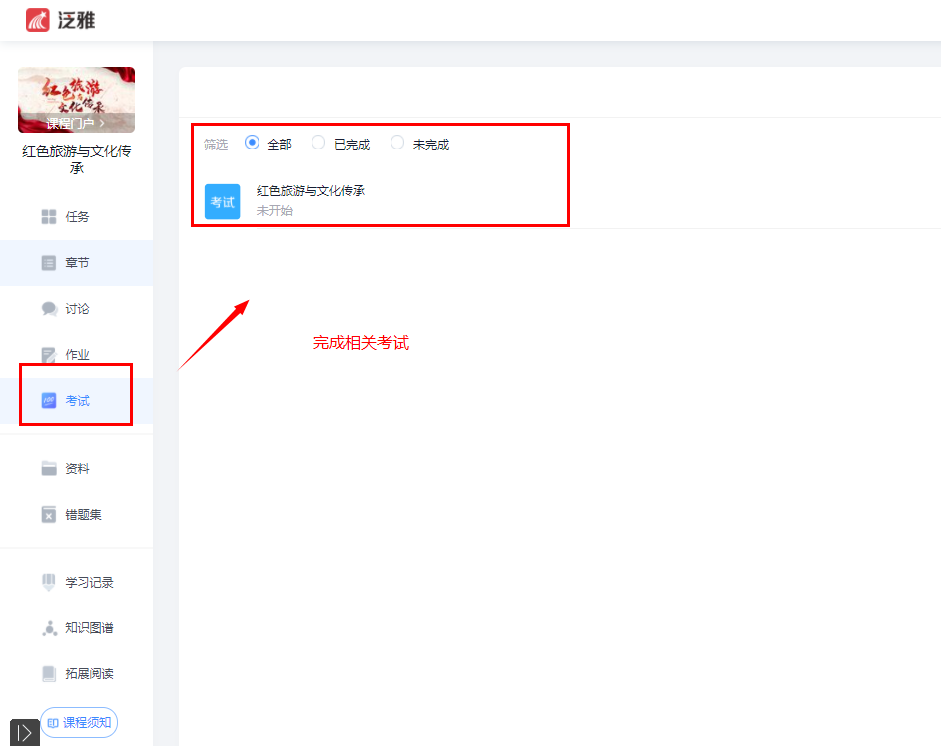 泛雅
红色旅游
与
文化传承
课程门户 >
红色旅游与文化传
承
任务
章节
讨论
作业
考试
资料
错题集
学习记录
知识图谱
拓展阅读
课程须知
筛选 全部 已完成 未完成
考试 红色旅游与文化传承
未开始
完成相关考试